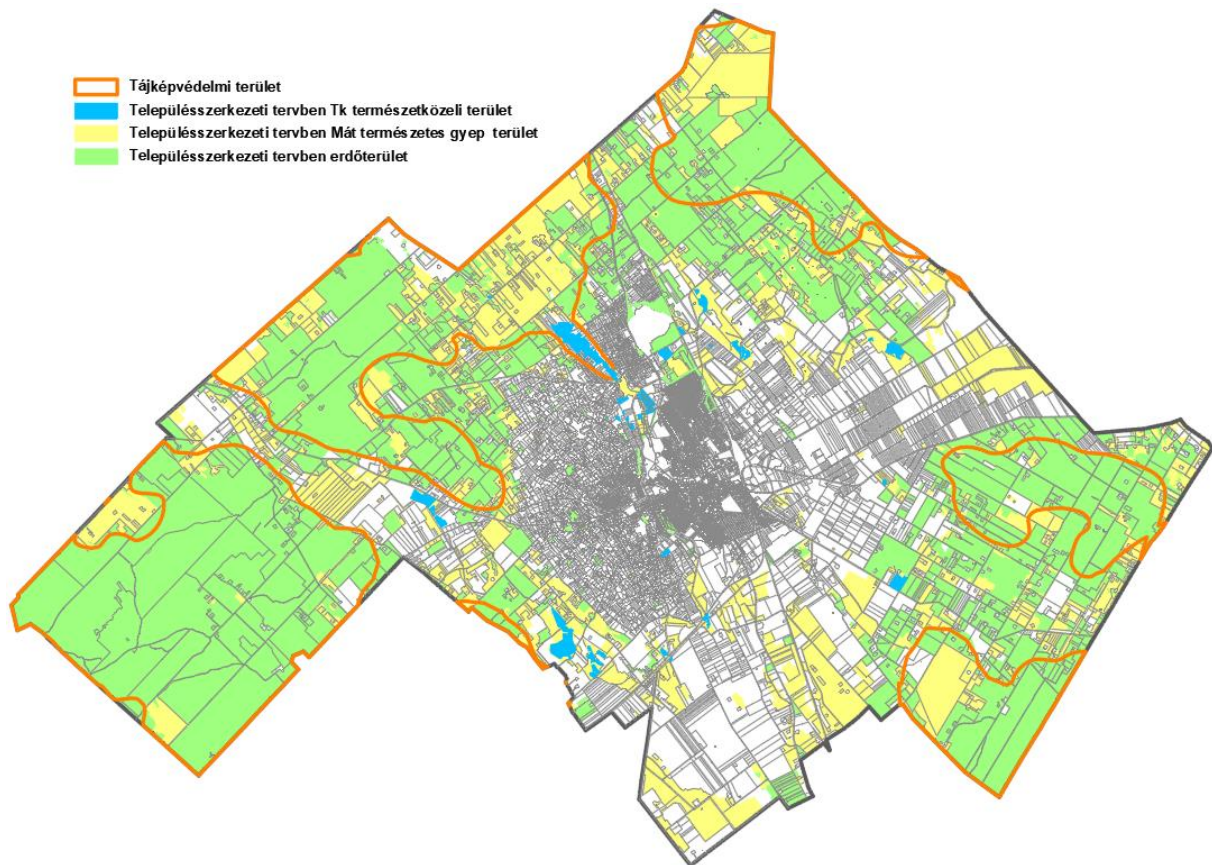 Tájképvédelmi terület
Településszerkezeti tervben Tk természetközeli terület
Településszerkezeti tervben Mát természetes gyep terület
Településszerkezeti tervben erdőterület